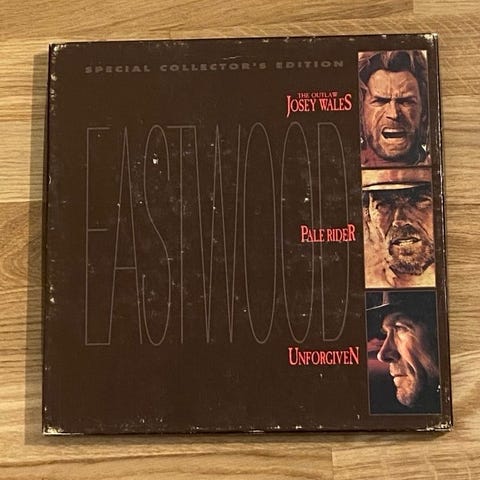 SPECIAL COLLECTOR'S EDITION
THE OUTLAW
JOSEY WALES
EASTWOOD
PALE RIDER
UNFORGIVEN